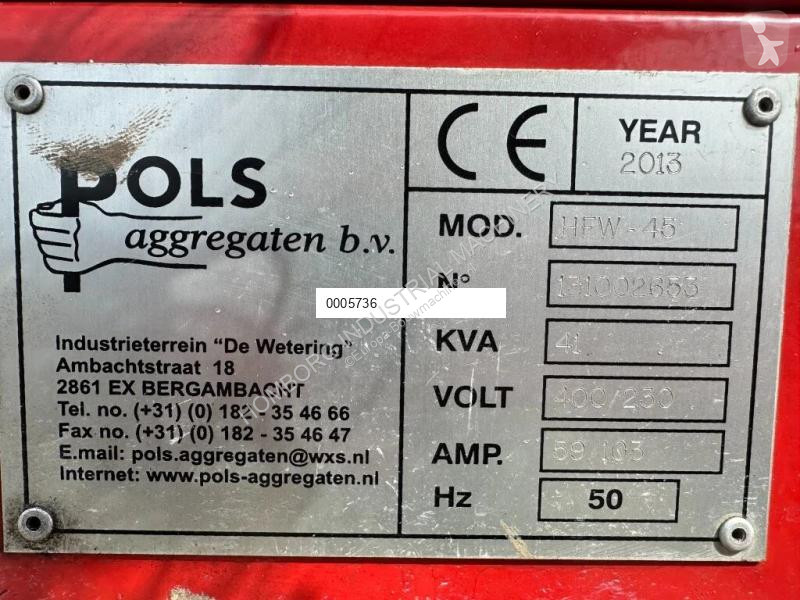 POLS
aggregaten b.v.
0005736
Industrieterrein "De Wetering"
Ambachtstraat 18
2861 EX BERGAMBACHT
Tel. no. (+31) (0) 182 - 35 46 66
Fax no. (+31) (0) 182 - 35 46 47
E.mail: pols.aggregaten@wxs.nl
Internet: www.pols-aggregaten.nl
CE
YEAR
2013
MOD. HFW-45
Nº 131002653
KVA 41
VOLT 400/230
AMP. 59/103
Hz 50